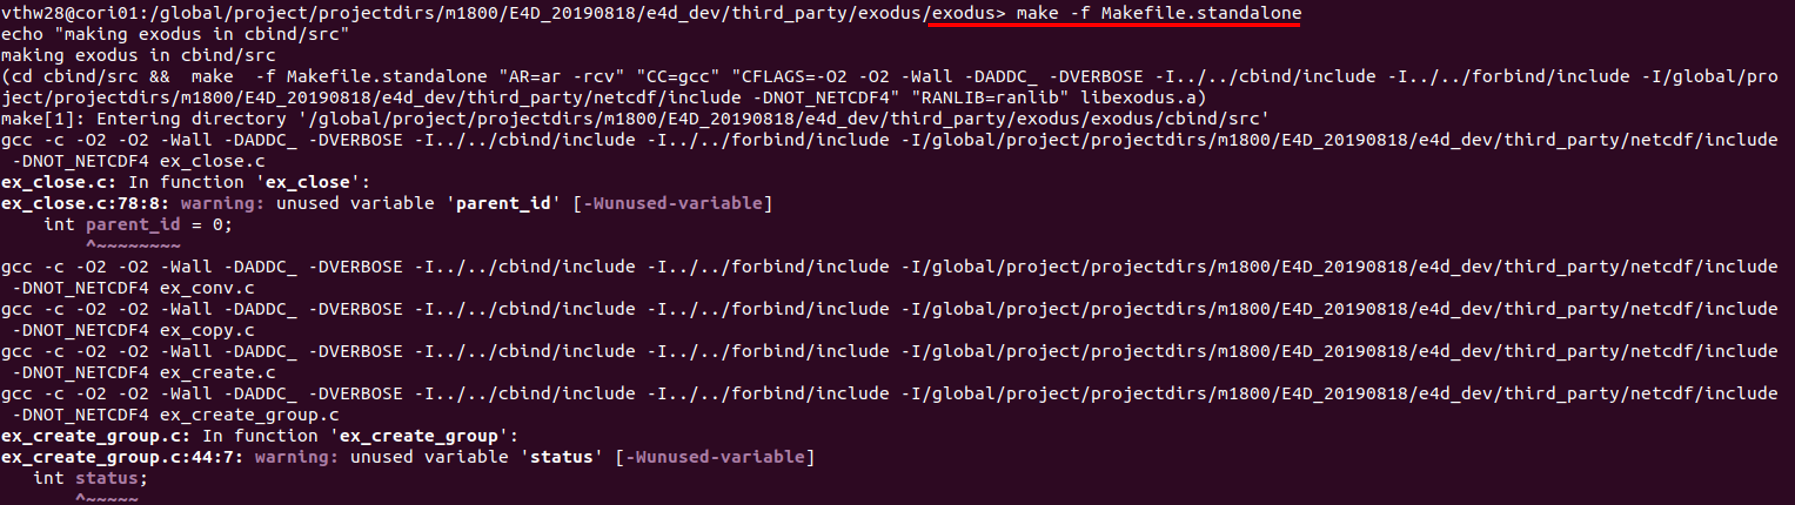 vthw28@cori01:/global/project/projectdirs/m1800/E4D_20190818/e4d_dev/third_party/exodus/exodus> make -f Makefile.standalone
echo "making exodus in cbind/src"
making exodus in cbind/src
(cd cbind/src &&  make  -f Makefile.standalone "AR=ar -rcv" "CC=gcc" "CFLAGS=-O2 -O2 -Wall -DADDC_ -DVERBOSE -I../../cbind/include -I../../forbind/include -I/global/pro
ject/projectdirs/m1800/E4D_20190818/e4d_dev/third_party/netcdf/include -DNOT_NETCDF4" "RANLIB=ranlib" libexodus.a)
make[1]: Entering directory '/global/project/projectdirs/m1800/E4D_20190818/e4d_dev/third_party/exodus/exodus/cbind/src'
gcc -c -O2 -O2 -Wall -DADDC_ -DVERBOSE -I../../cbind/include -I../../forbind/include -I/global/project/projectdirs/m1800/E4D_20190818/e4d_dev/third_party/netcdf/include
 -DNOT_NETCDF4 ex_close.c
ex_close.c: In function 'ex_close':
ex_close.c:78:8: warning: unused variable 'parent_id' [-Wunused-variable]
    int parent_id = 0;
        ^~~~~~~~~
gcc -c -O2 -O2 -Wall -DADDC_ -DVERBOSE -I../../cbind/include -I../../forbind/include -I/global/project/projectdirs/m1800/E4D_20190818/e4d_dev/third_party/netcdf/include
 -DNOT_NETCDF4 ex_conv.c
gcc -c -O2 -O2 -Wall -DADDC_ -DVERBOSE -I../../cbind/include -I../../forbind/include -I/global/project/projectdirs/m1800/E4D_20190818/e4d_dev/third_party/netcdf/include
 -DNOT_NETCDF4 ex_copy.c
gcc -c -O2 -O2 -Wall -DADDC_ -DVERBOSE -I../../cbind/include -I../../forbind/include -I/global/project/projectdirs/m1800/E4D_20190818/e4d_dev/third_party/netcdf/include
 -DNOT_NETCDF4 ex_create.c
gcc -c -O2 -O2 -Wall -DADDC_ -DVERBOSE -I../../cbind/include -I../../forbind/include -I/global/project/projectdirs/m1800/E4D_20190818/e4d_dev/third_party/netcdf/include
 -DNOT_NETCDF4 ex_create_group.c
ex_create_group.c: In function 'ex_create_group':
ex_create_group.c:44:7: warning: unused variable 'status' [-Wunused-variable]
   int status;
       ^~~~~~